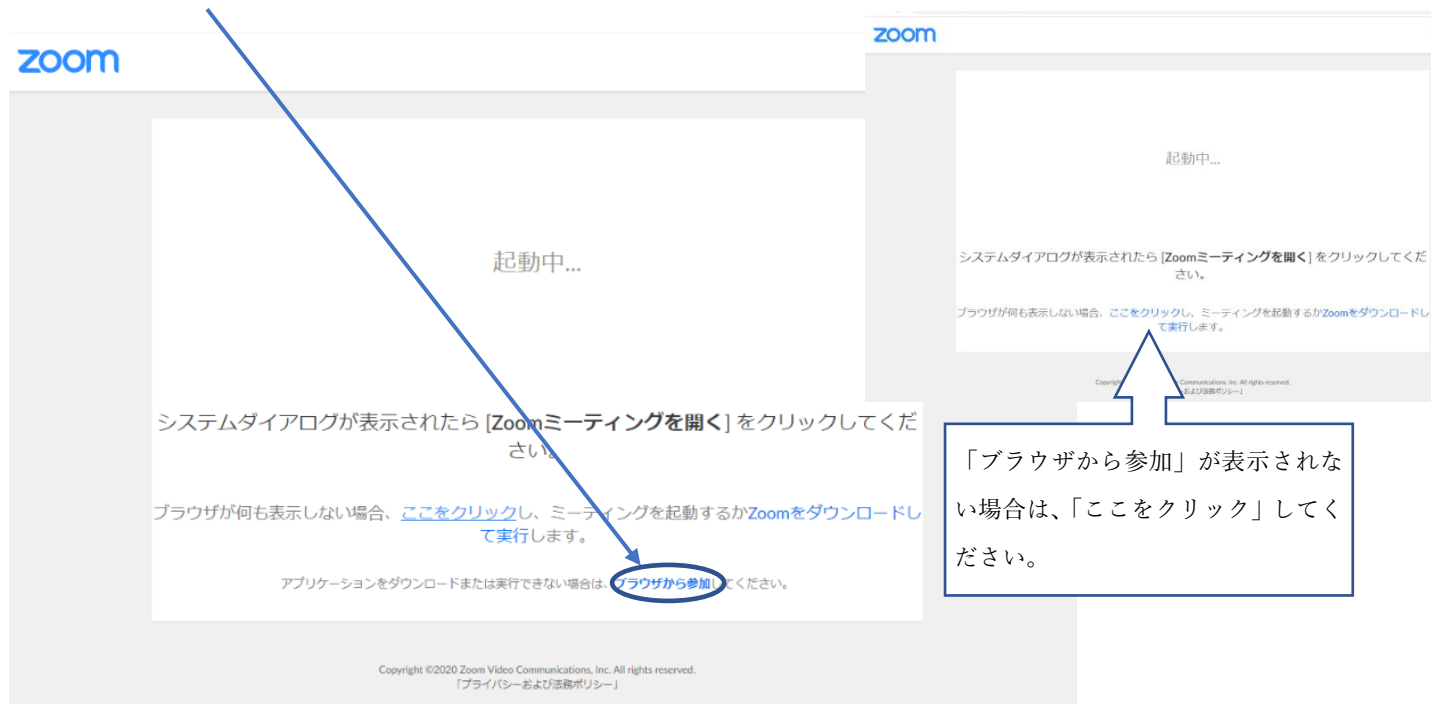 zoom
起動中...
システムダイアログが表示されたら [Zoomミーティングを開く] をクリックしてくだ
さい。
ブラウザが何も表示しない場合、ここをクリックし、ミーティングを起動するかZoomをダウンロードし
て実行します。
アプリケーションをダウンロードまたは実行できない場合は、ブラウザから参加してください。
Copyright ©2020 Zoom Video Communications, Inc. All rights reserved.
「プライバシーおよび法務ポリシー」
zoom
起動中...
システムダイアログが表示されたら [Zoomミーティングを開く] をクリックしてくだ
さい。
ブラウザが何も表示しない場合、ここをクリックし、ミーティングを起動するかZoomをダウンロードし
て実行します。
Communications, Inc. All rights reserved.
および法務ポリシー」
「ブラウザから参加」が表示されな
い場合は、「ここをクリック」してく
ださい。